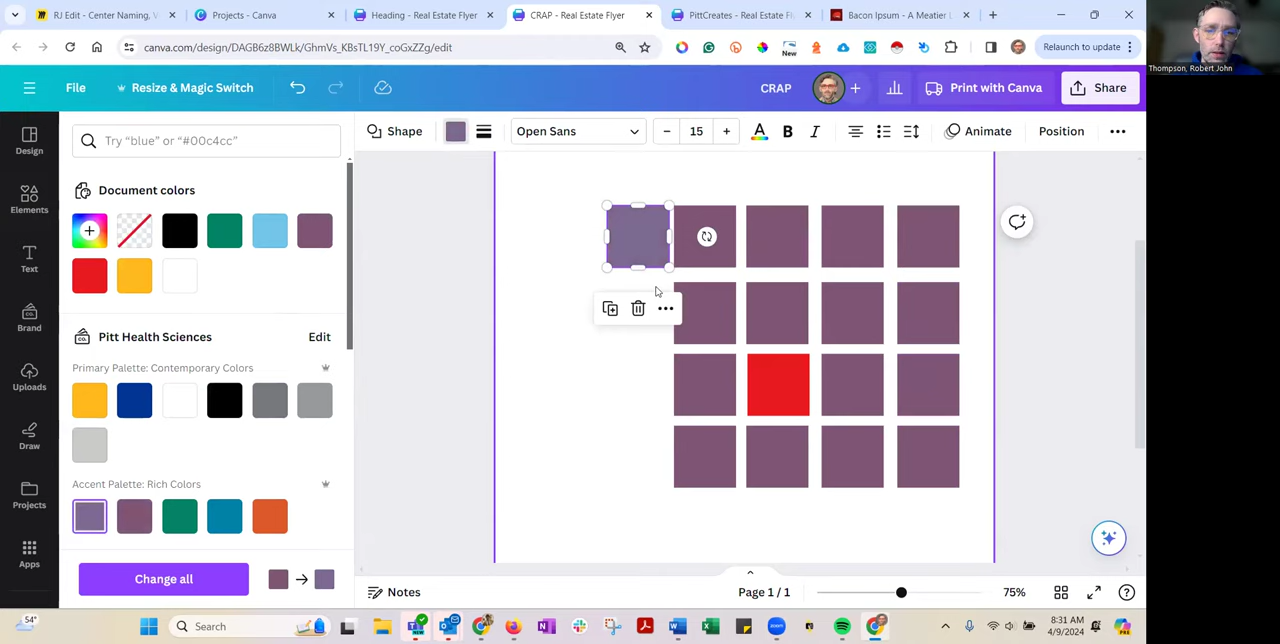 RJ Edit - Center Naming, V
Projects - Canva
Heading - Real Estate Flyer
CRAP - Real Estate Flyer
PittCreates - Real Estate Fl
Bacon Ipsum - A Meatier L
canva.com/design/DAGB6z8BWLk/GhmVs_KBsTL19Y_coGxZZg/edit
New
Relaunch to update
Thompson, Robert John
File
Resize & Magic Switch
CRAP
Print with Canva
Share
Design
Elements
Text
Brand
Uploads
Draw
Projects
Apps
Try “blue” or “#00c4cc”
Shape
Open Sans
15
A
B
I
Animate
Position
Document colors
Pitt Health Sciences
Edit
Primary Palette: Contemporary Colors
Accent Palette: Rich Colors
Change all
Notes
Page 1 / 1
75%
54°
Search
8:31 AM
4/9/2024